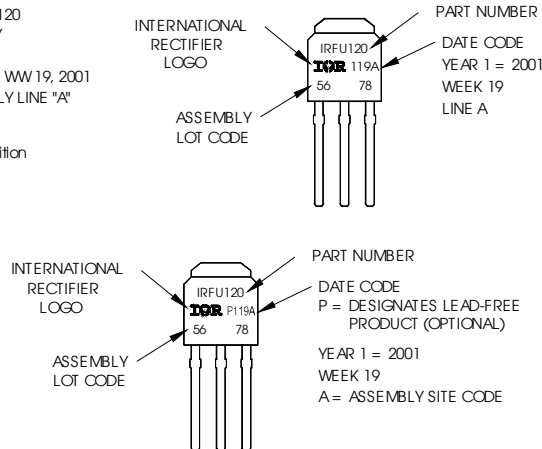 120
WW 19, 2001
LY LINE "A"
INTERNATIONAL
RECTIFIER
LOGO
PART NUMBER
IRFU120
IOR 119A
56 78
DATE CODE
YEAR 1 = 2001
WEEK 19
LINE A
ASSEMBLY
LOT CODE
INTERNATIONAL
RECTIFIER
LOGO
PART NUMBER
IRFU120
IOR P119A
56 78
DATE CODE
P = DESIGNATES LEAD-FREE
PRODUCT (OPTIONAL)
YEAR 1 = 2001
WEEK 19
A = ASSEMBLY SITE CODE
ASSEMBLY
LOT CODE